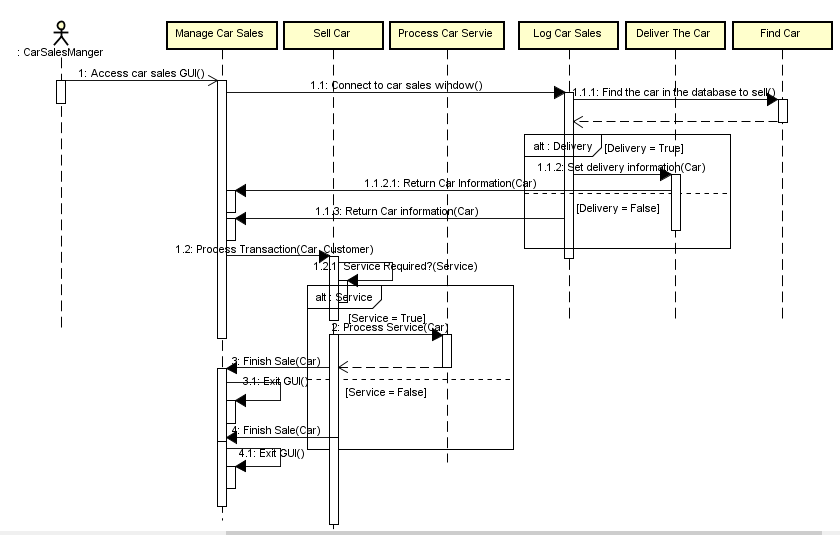 : CarSalesManger
Manage Car Sales
Sell Car
Process Car Servie
Log Car Sales
Deliver The Car
Find Car
1: Access car sales GUI()
1.1: Connect to car sales window()
1.1.1: Find the car in the database to sell()
alt : Delivery
[Delivery = True]
1.1.2: Set delivery information(Car)
1.1.2.1: Return Car Information(Car)
[Delivery = False]
1.1.3: Return Car information(Car)
1.2: Process Transaction(Car, Customer)
1.2.1: Service Required?(Service)
alt : Service
[Service = True]
2: Process Service(Car)
3: Finish Sale(Car)
3.1: Exit GUI()
[Service = False]
4: Finish Sale(Car)
4.1: Exit GUI()